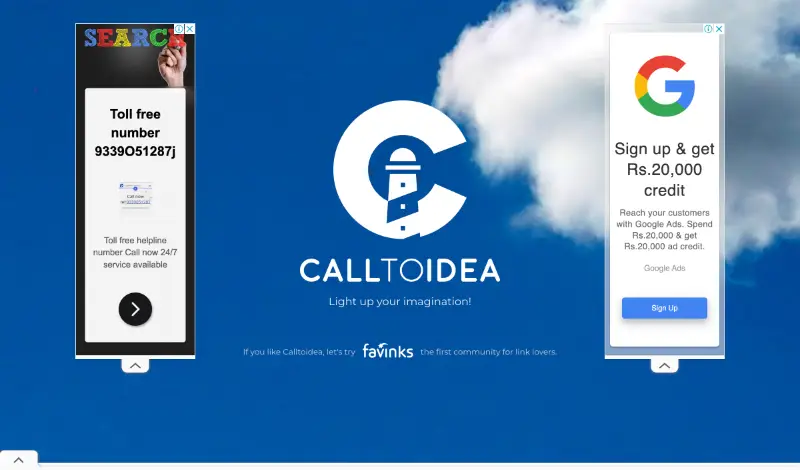 SEARCH
Toll free
number
9339O51287j
Call now
Toll free helpline
number Call now 24/7
service available
CALLTOIDEA
Light up your imagination!
If you like Calltoidea, let's try favinks the first community for link lovers.
Sign up & get
Rs.20,000
credit
Reach your customers
with Google Ads. Spend
Rs.20,000 & get
Rs.20,000 ad credit.
Google Ads
Sign Up